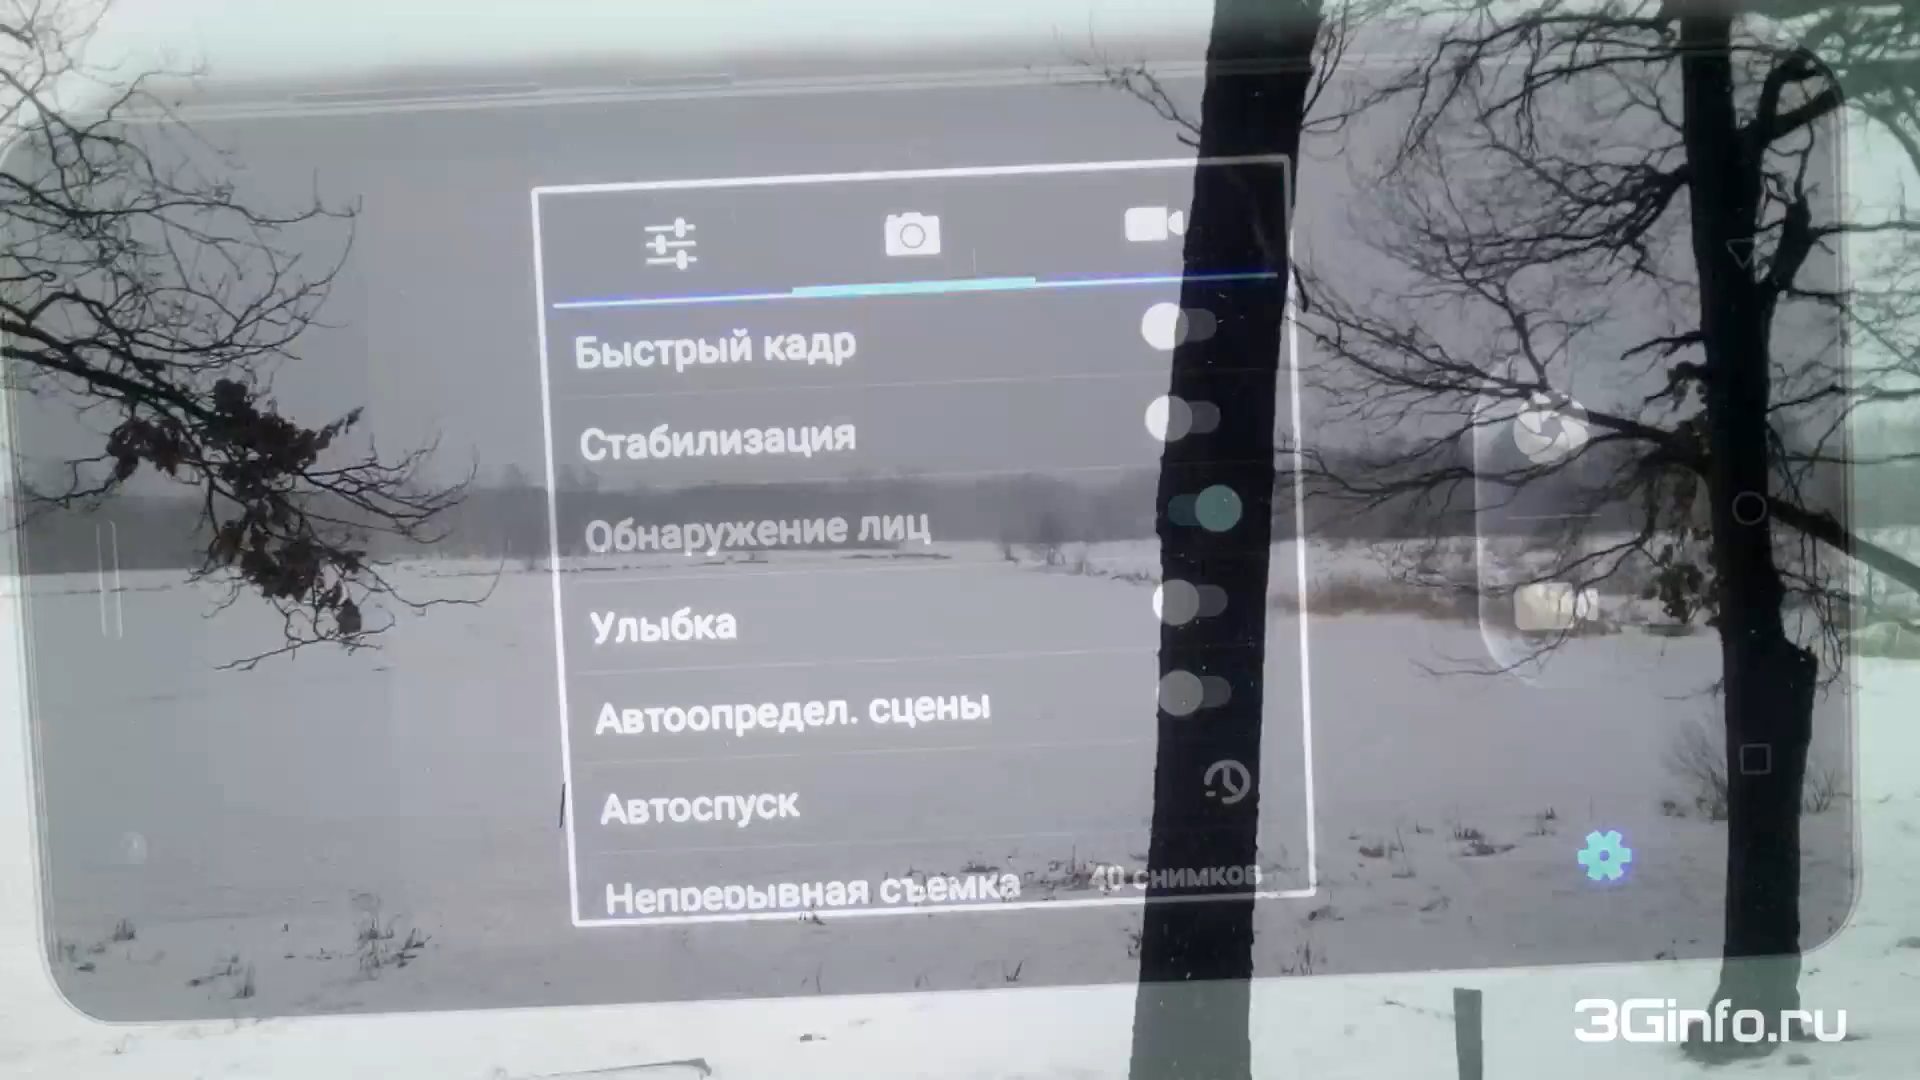 Быстрый кадр
Стабилизация
Обнаружение лиц
Улыбка
Автоопредел. сцены
Автоспуск
Непрерывная съемка 40 снимков
3Ginfo.ru